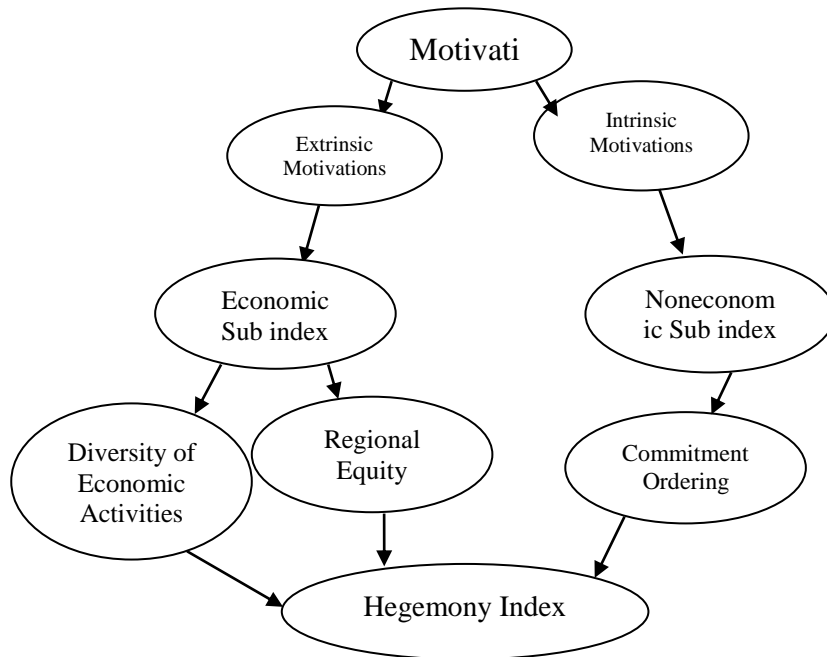 Motivati
Extrinsic
Motivations
Intrinsic
Motivations
Economic
Sub index
Noneconom
ic Sub index
Diversity of
Economic
Activities
Regional
Equity
Commitment
Ordering
Hegemony Index